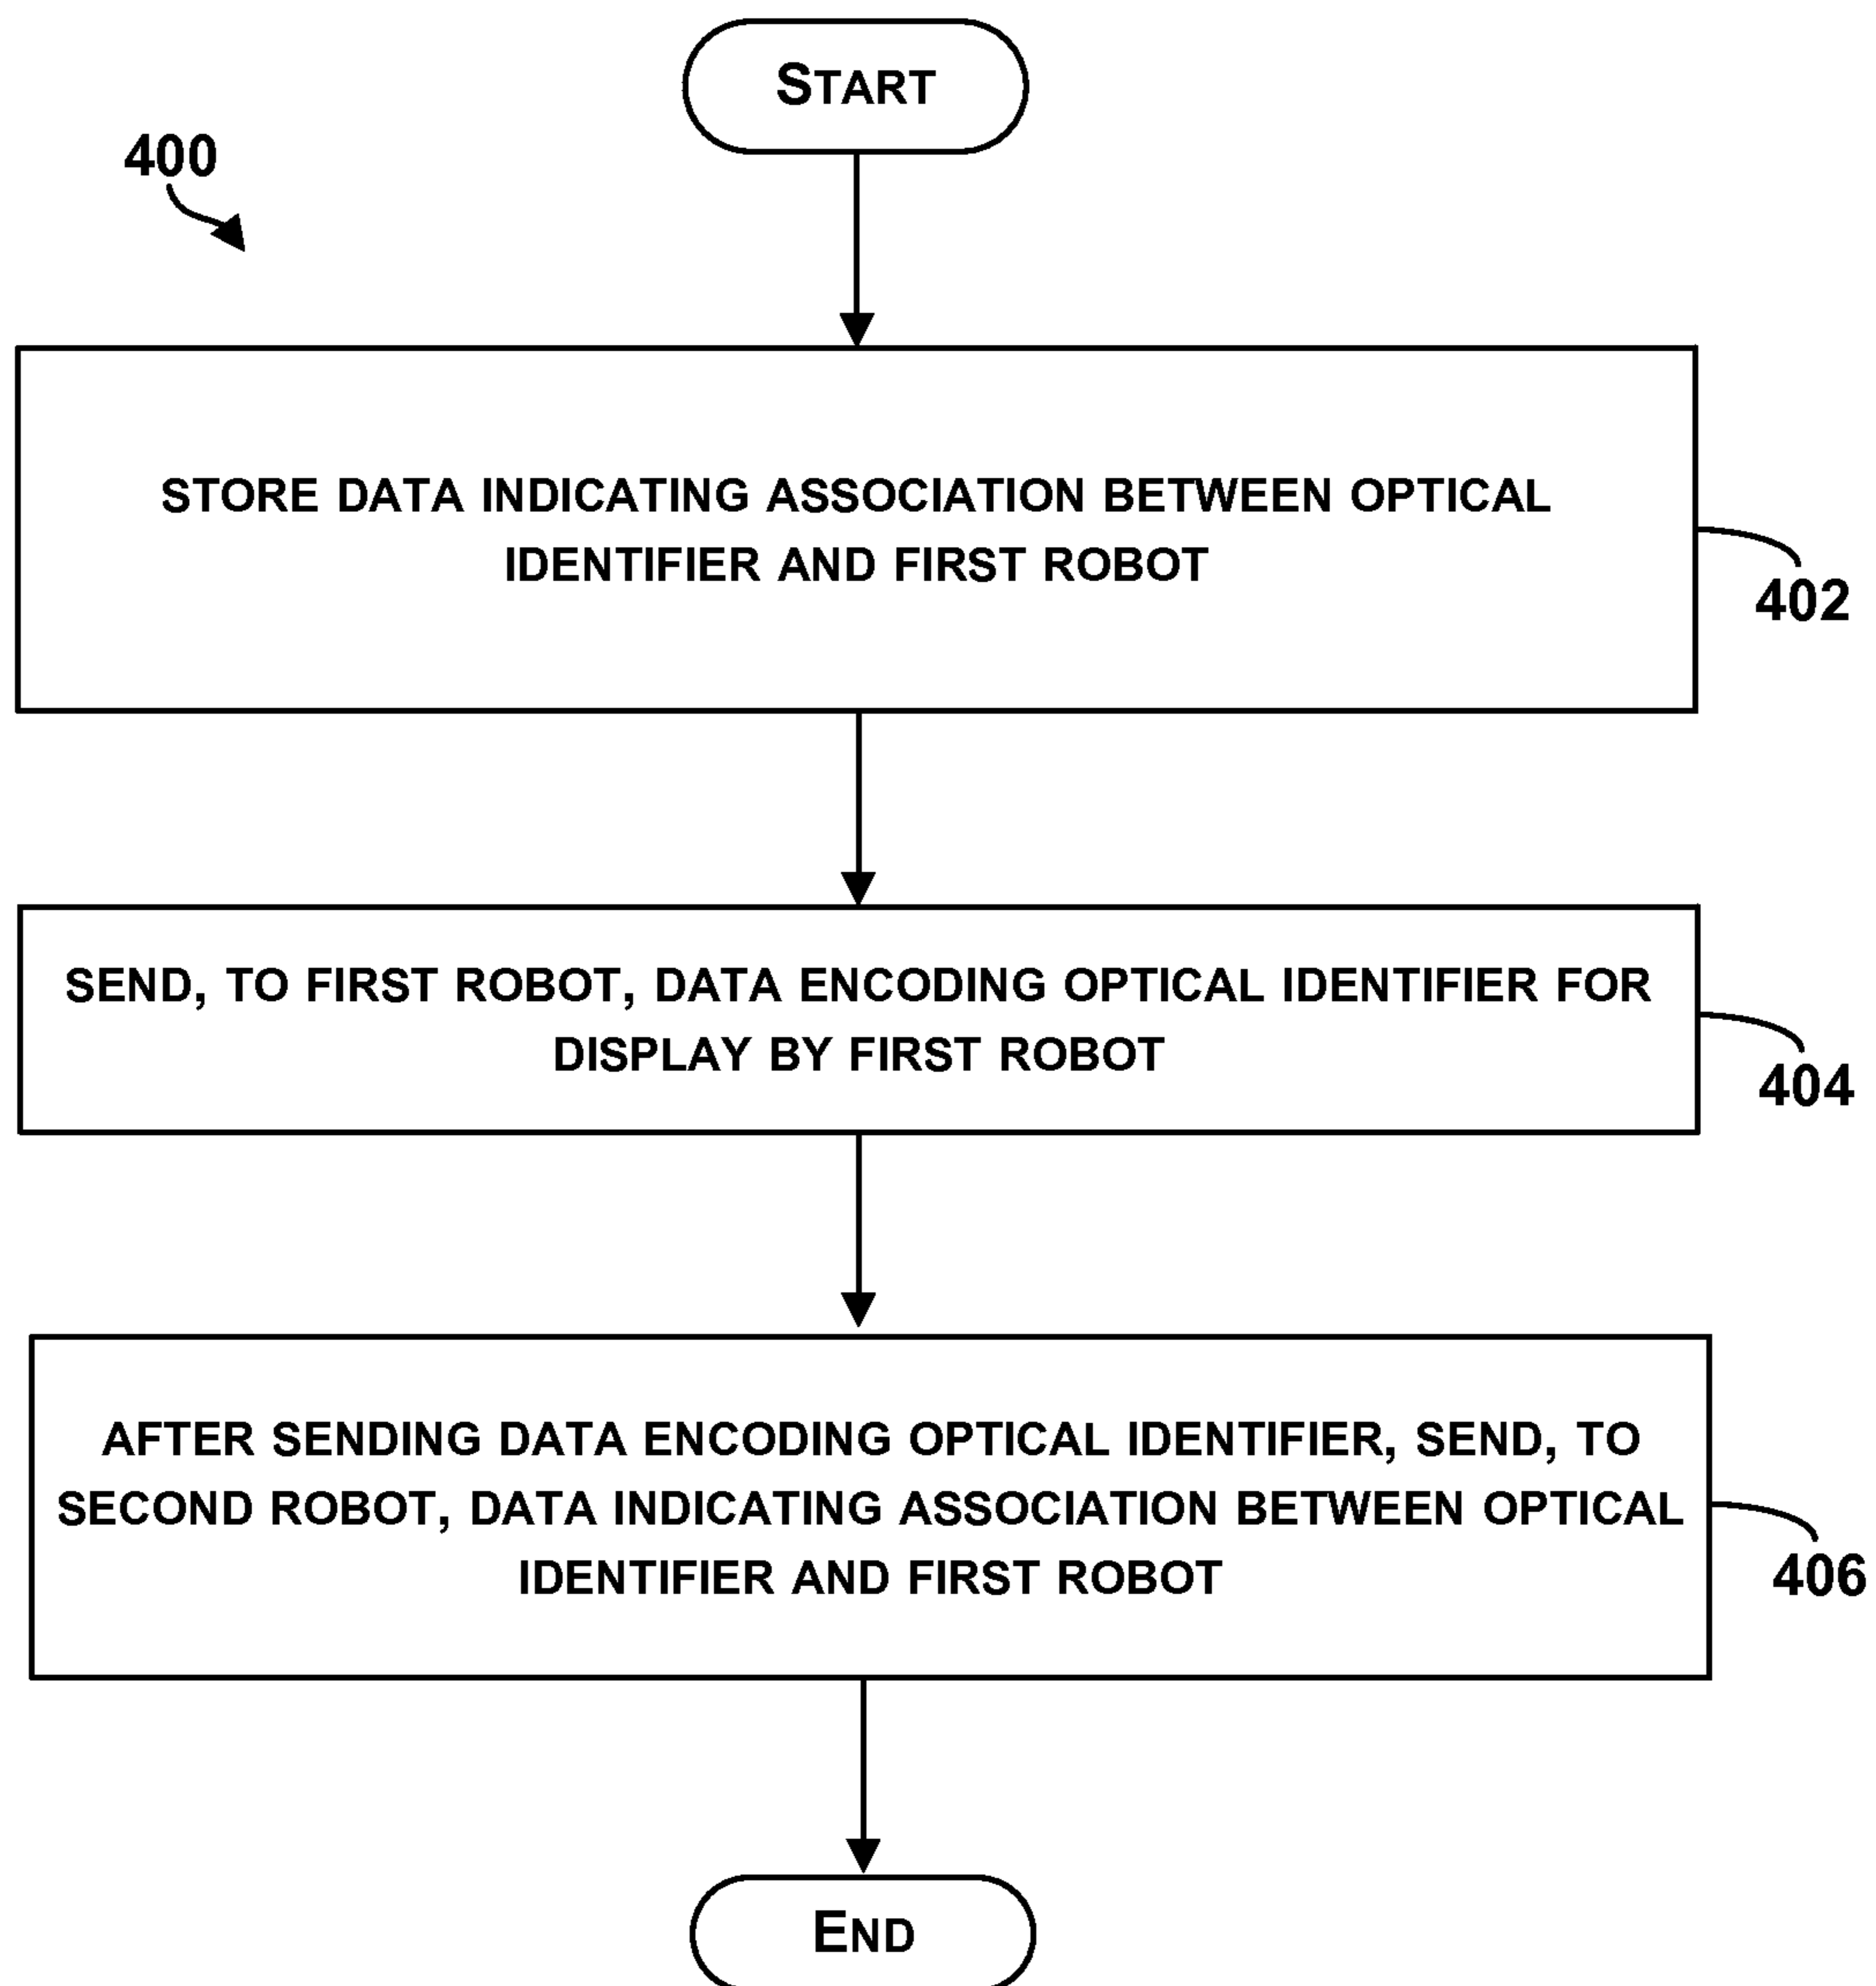 START
400
STORE DATA INDICATING ASSOCIATION BETWEEN OPTICAL
IDENTIFIER AND FIRST ROBOT
402
SEND, TO FIRST ROBOT, DATA ENCODING OPTICAL IDENTIFIER FOR
DISPLAY BY FIRST ROBOT
404
AFTER SENDING DATA ENCODING OPTICAL IDENTIFIER, SEND, TO
SECOND ROBOT, DATA INDICATING ASSOCIATION BETWEEN OPTICAL
IDENTIFIER AND FIRST ROBOT
406
END